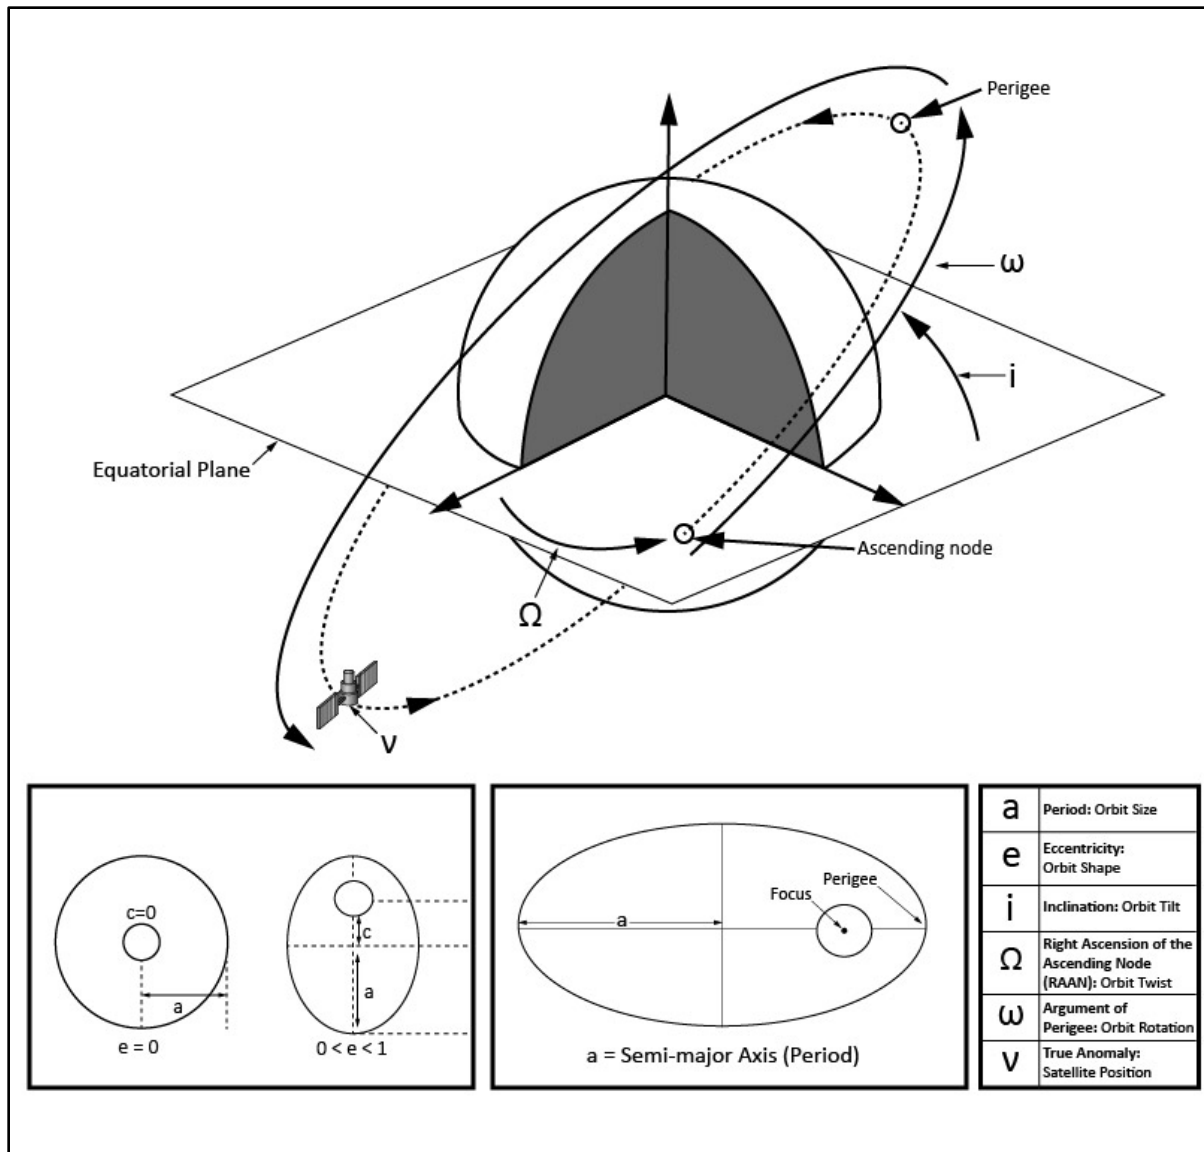 Perigee
ω
i
Equatorial Plane
Ascending node
Ω
ν
c=0
a
e = 0
c
a
0 < e < 1
Perigee
Focus
a
a = Semi-major Axis (Period)
a
Period: Orbit Size
e
Eccentricity:
Orbit Shape
i
Inclination: Orbit Tilt
Ω
Right Ascension of the
Ascending Node
(RAAN): Orbit Twist
ω
Argument of
Perigee: Orbit Rotation
ν
True Anomaly:
Satellite Position